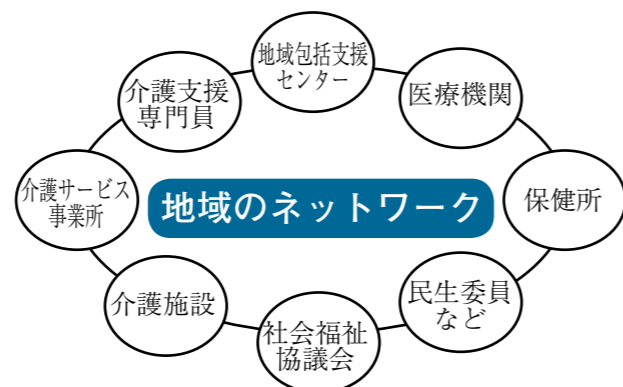 地域包括支援
センター
医療機関
保健所
民生委員
など
社会福祉
協議会
介護施設
介護サービス
事業所
介護支援
専門員
地域のネットワーク